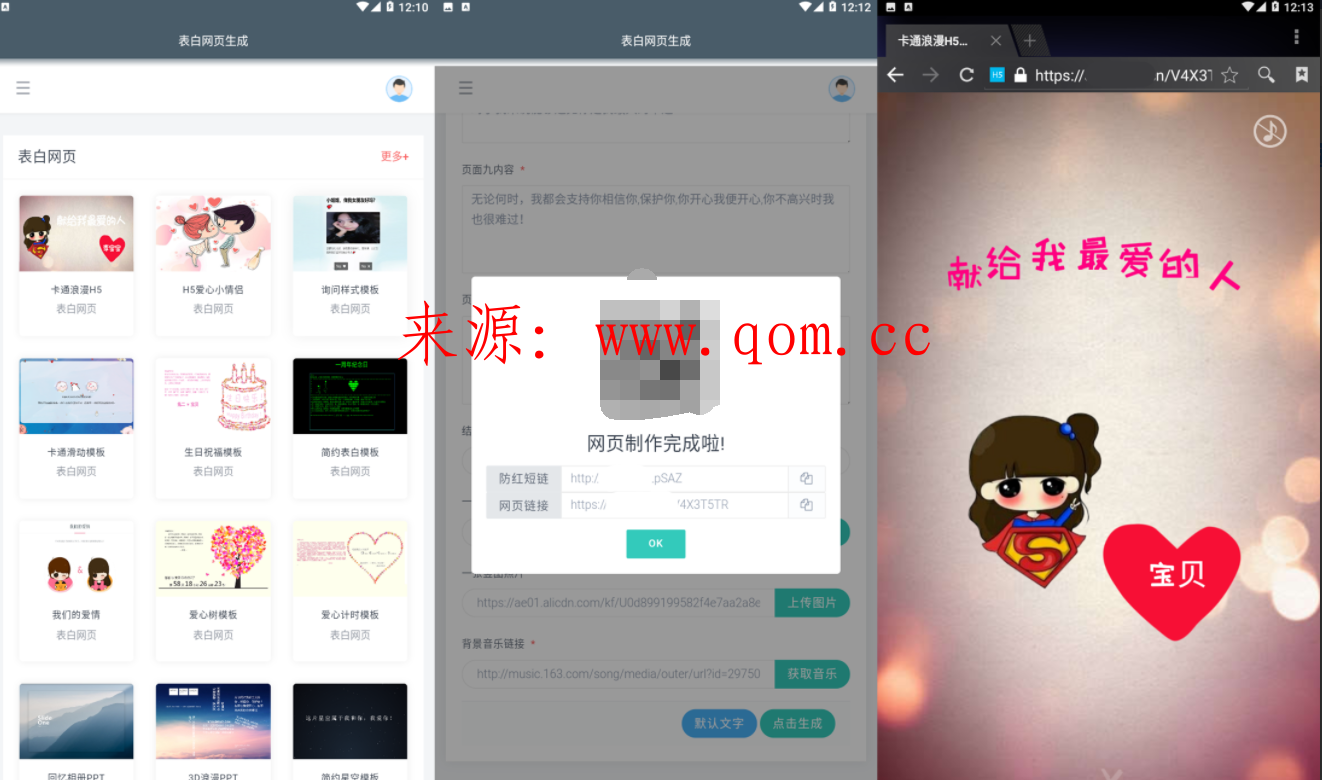 12:10
表白网页生成
表白网页
更多+
献给我最爱的人
卡通浪漫H5
表白网页
H5爱心小情侣
表白网页
询问样式模板
表白网页
卡通滑动模板
表白网页
生日快乐
生日祝福模板
表白网页
一周年纪念日
简约表白模板
表白网页
我们的爱情
表白网页
爱心树模板
表白网页
爱心计时模板
表白网页
回忆相册PPT
3D浪漫PPT
简约星空模板
12:12
表白网页生成
页面九内容 *
无论何时，我都会支持你相信你,保护你,你开心我便开心,你不高兴时我
也很难过！
网页制作完成啦!
防红短链 http:/ .pSAZ
网页链接 https:/ /4X3T5TR
OK
https://ae01.alicdn.com/kf/U0d899199582f4e7aa2a8e
上传图片
背景音乐链接 *
http://music.163.com/song/media/outer/url?id=29750
获取音乐
默认文字
点击生成
来源: www.qom.cc
12:13
卡通浪漫H5...
H5
https:// .n/V4X3T
献给我最爱的人
S
宝贝